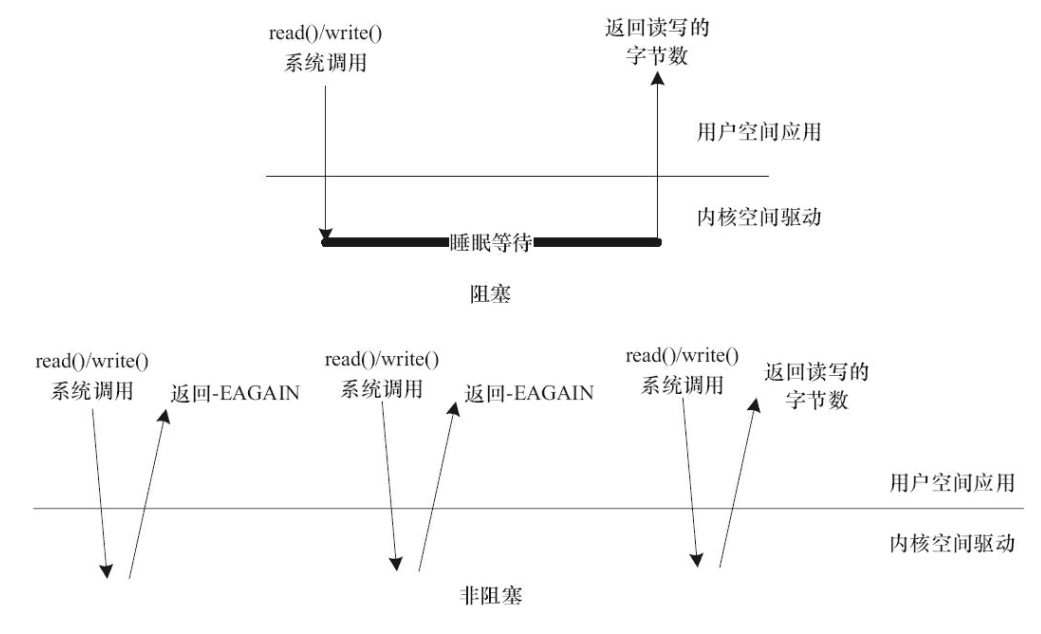 read()/write()
系统调用
返回读写的
字节数
用户空间应用
内核空间驱动
睡眠等待
阻塞
read()/write()
系统调用
返回-EAGAIN
read()/write()
系统调用
返回-EAGAIN
read()/write()
系统调用
返回读写的
字节数
用户空间应用
内核空间驱动
非阻塞